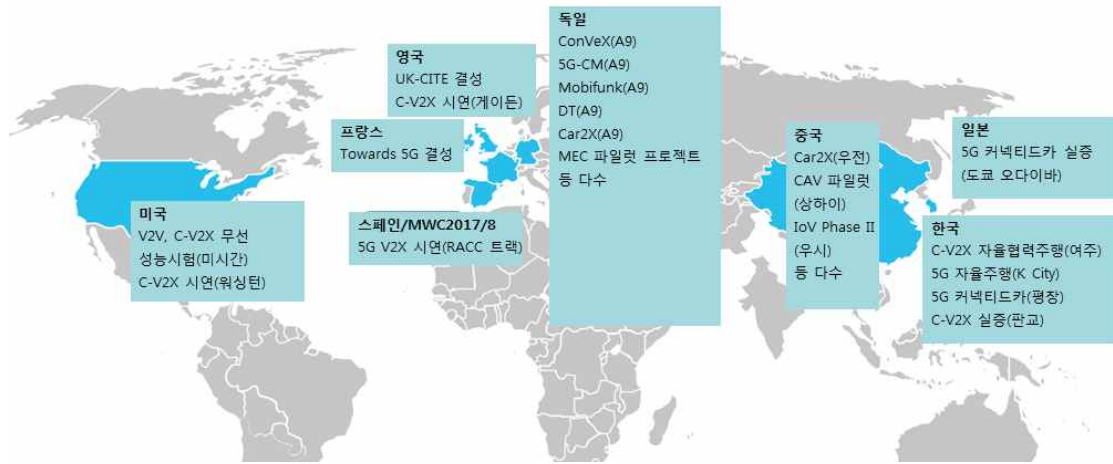 독일
ConVeX(A9)
5G-CM(A9)
Mobifunk(A9)
DT(A9)
Car2X(A9)
MEC 파일럿 프로젝트
등 다수
영국
UK-CITE 결성
C-V2X 시연(게이든)
프랑스
Towards 5G 결성
중국
Car2X(우전)
CAV 파일럿
(상하이)
IoV Phase II
(우시)
등 다수
일본
5G 커넥티드카 실증
(도쿄 오다이바)
미국
V2V, C-V2X 무선
성능시험(미시간)
C-V2X 시연(워싱턴)
스페인/MWC2017/8
5G V2X 시연(RACC 트랙)
한국
C-V2X 자율협력주행(여주)
5G 자율주행(K City)
5G 커넥티드카(평창)
C-V2X 실증(판교)